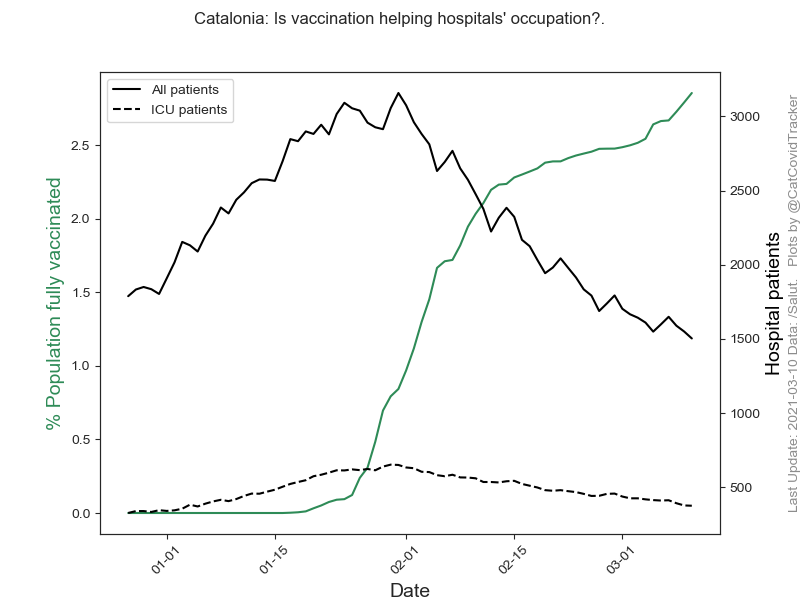 Catalonia: Is vaccination helping hospitals' occupation?.
All patients
ICU patients
% Population fully vaccinated
2.5
2.0
1.5
1.0
0.5
0.0
3000
2500
2000
1500
1000
500
Hospital patients
Last Update: 2021-03-10 Data: /Salut. Plots by @CatCovidTracker
01-01
01-15
02-01
02-15
03-01
Date